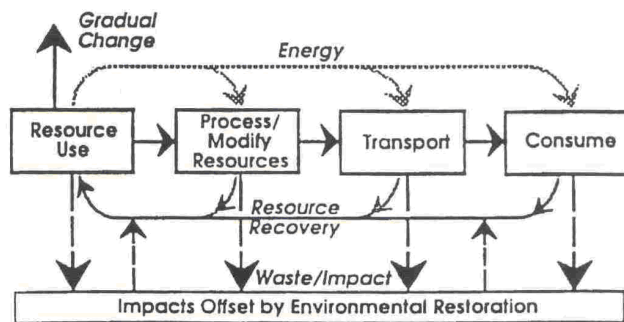 Gradual
Change
Energy
Resource
Use
Process/
Modify
Resources
Transport
Consume
Resource
Recovery
Waste/Impact
Impacts Offset by Environmental Restoration